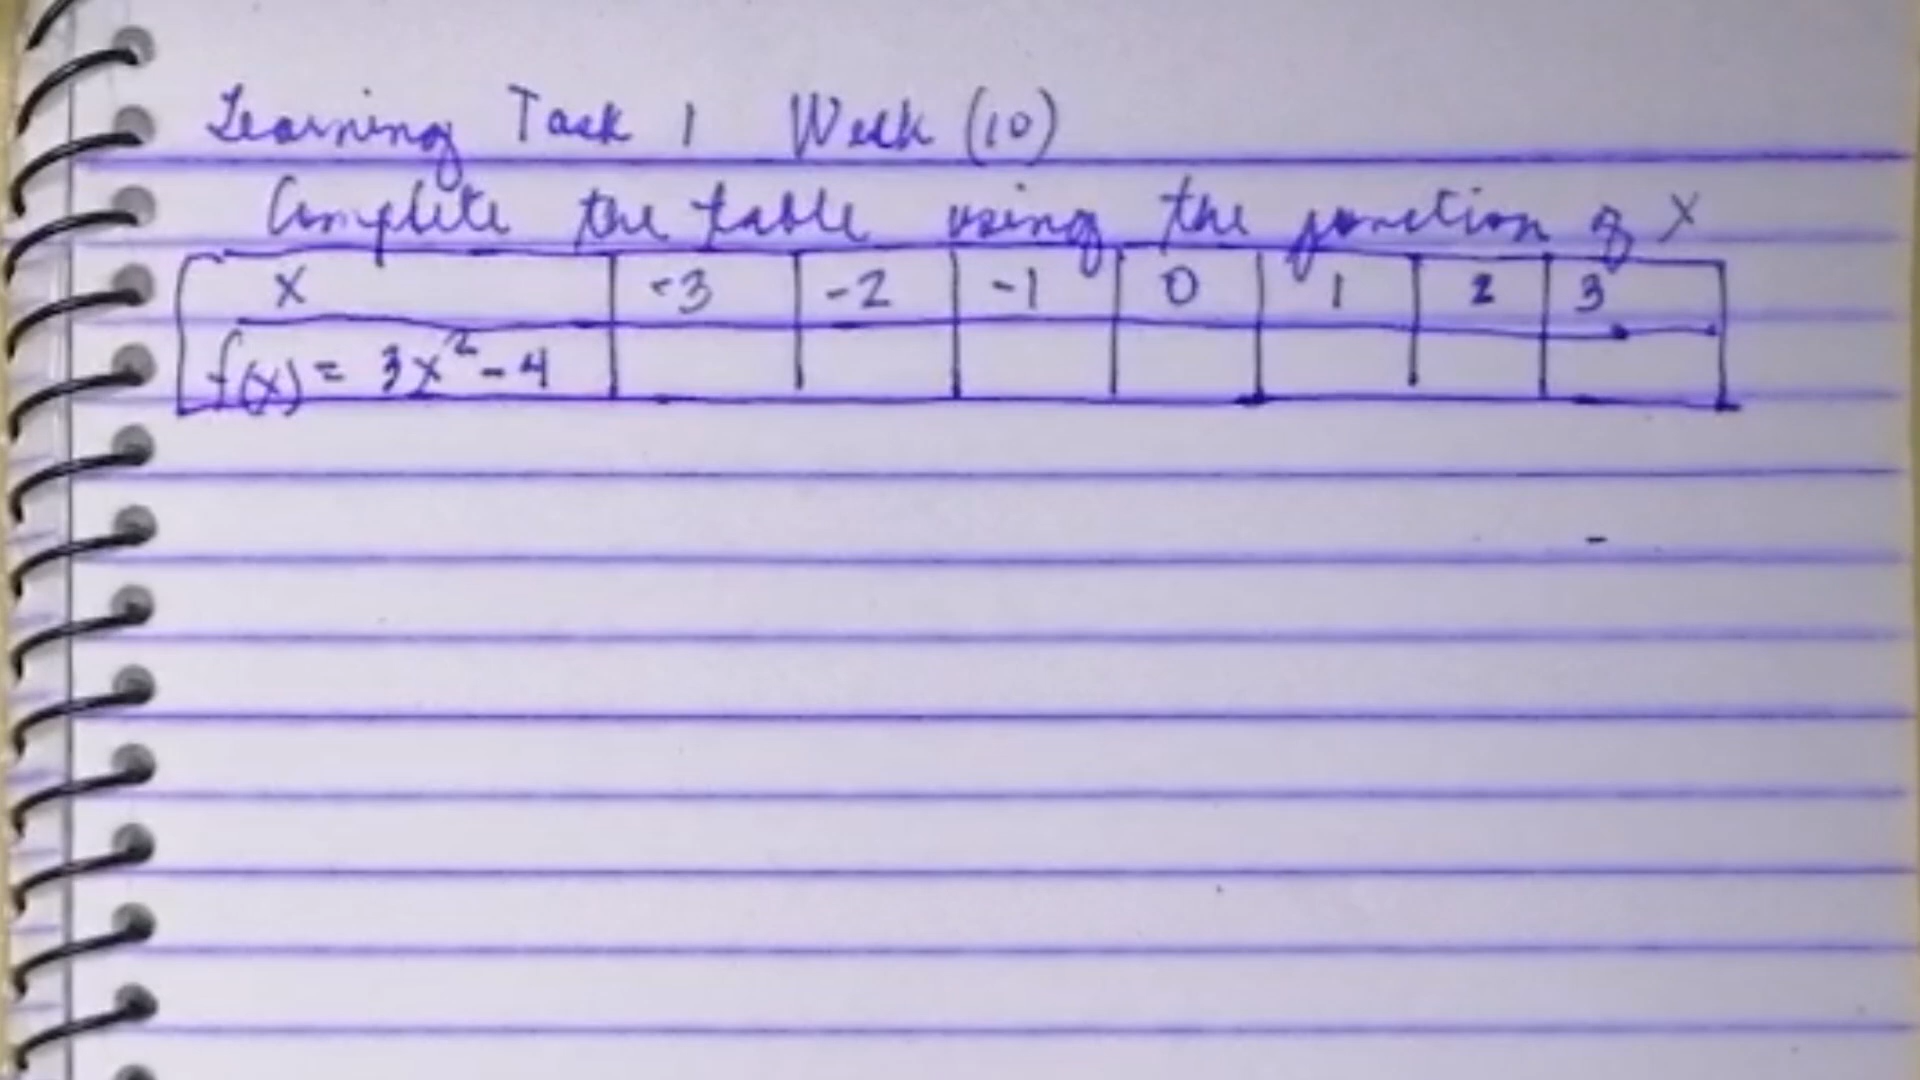 Learning Task 1 Week (10)
Complete the table using the function of x
x -3 -2 -1 0 1 2 3
f(x) = 3x² - 4